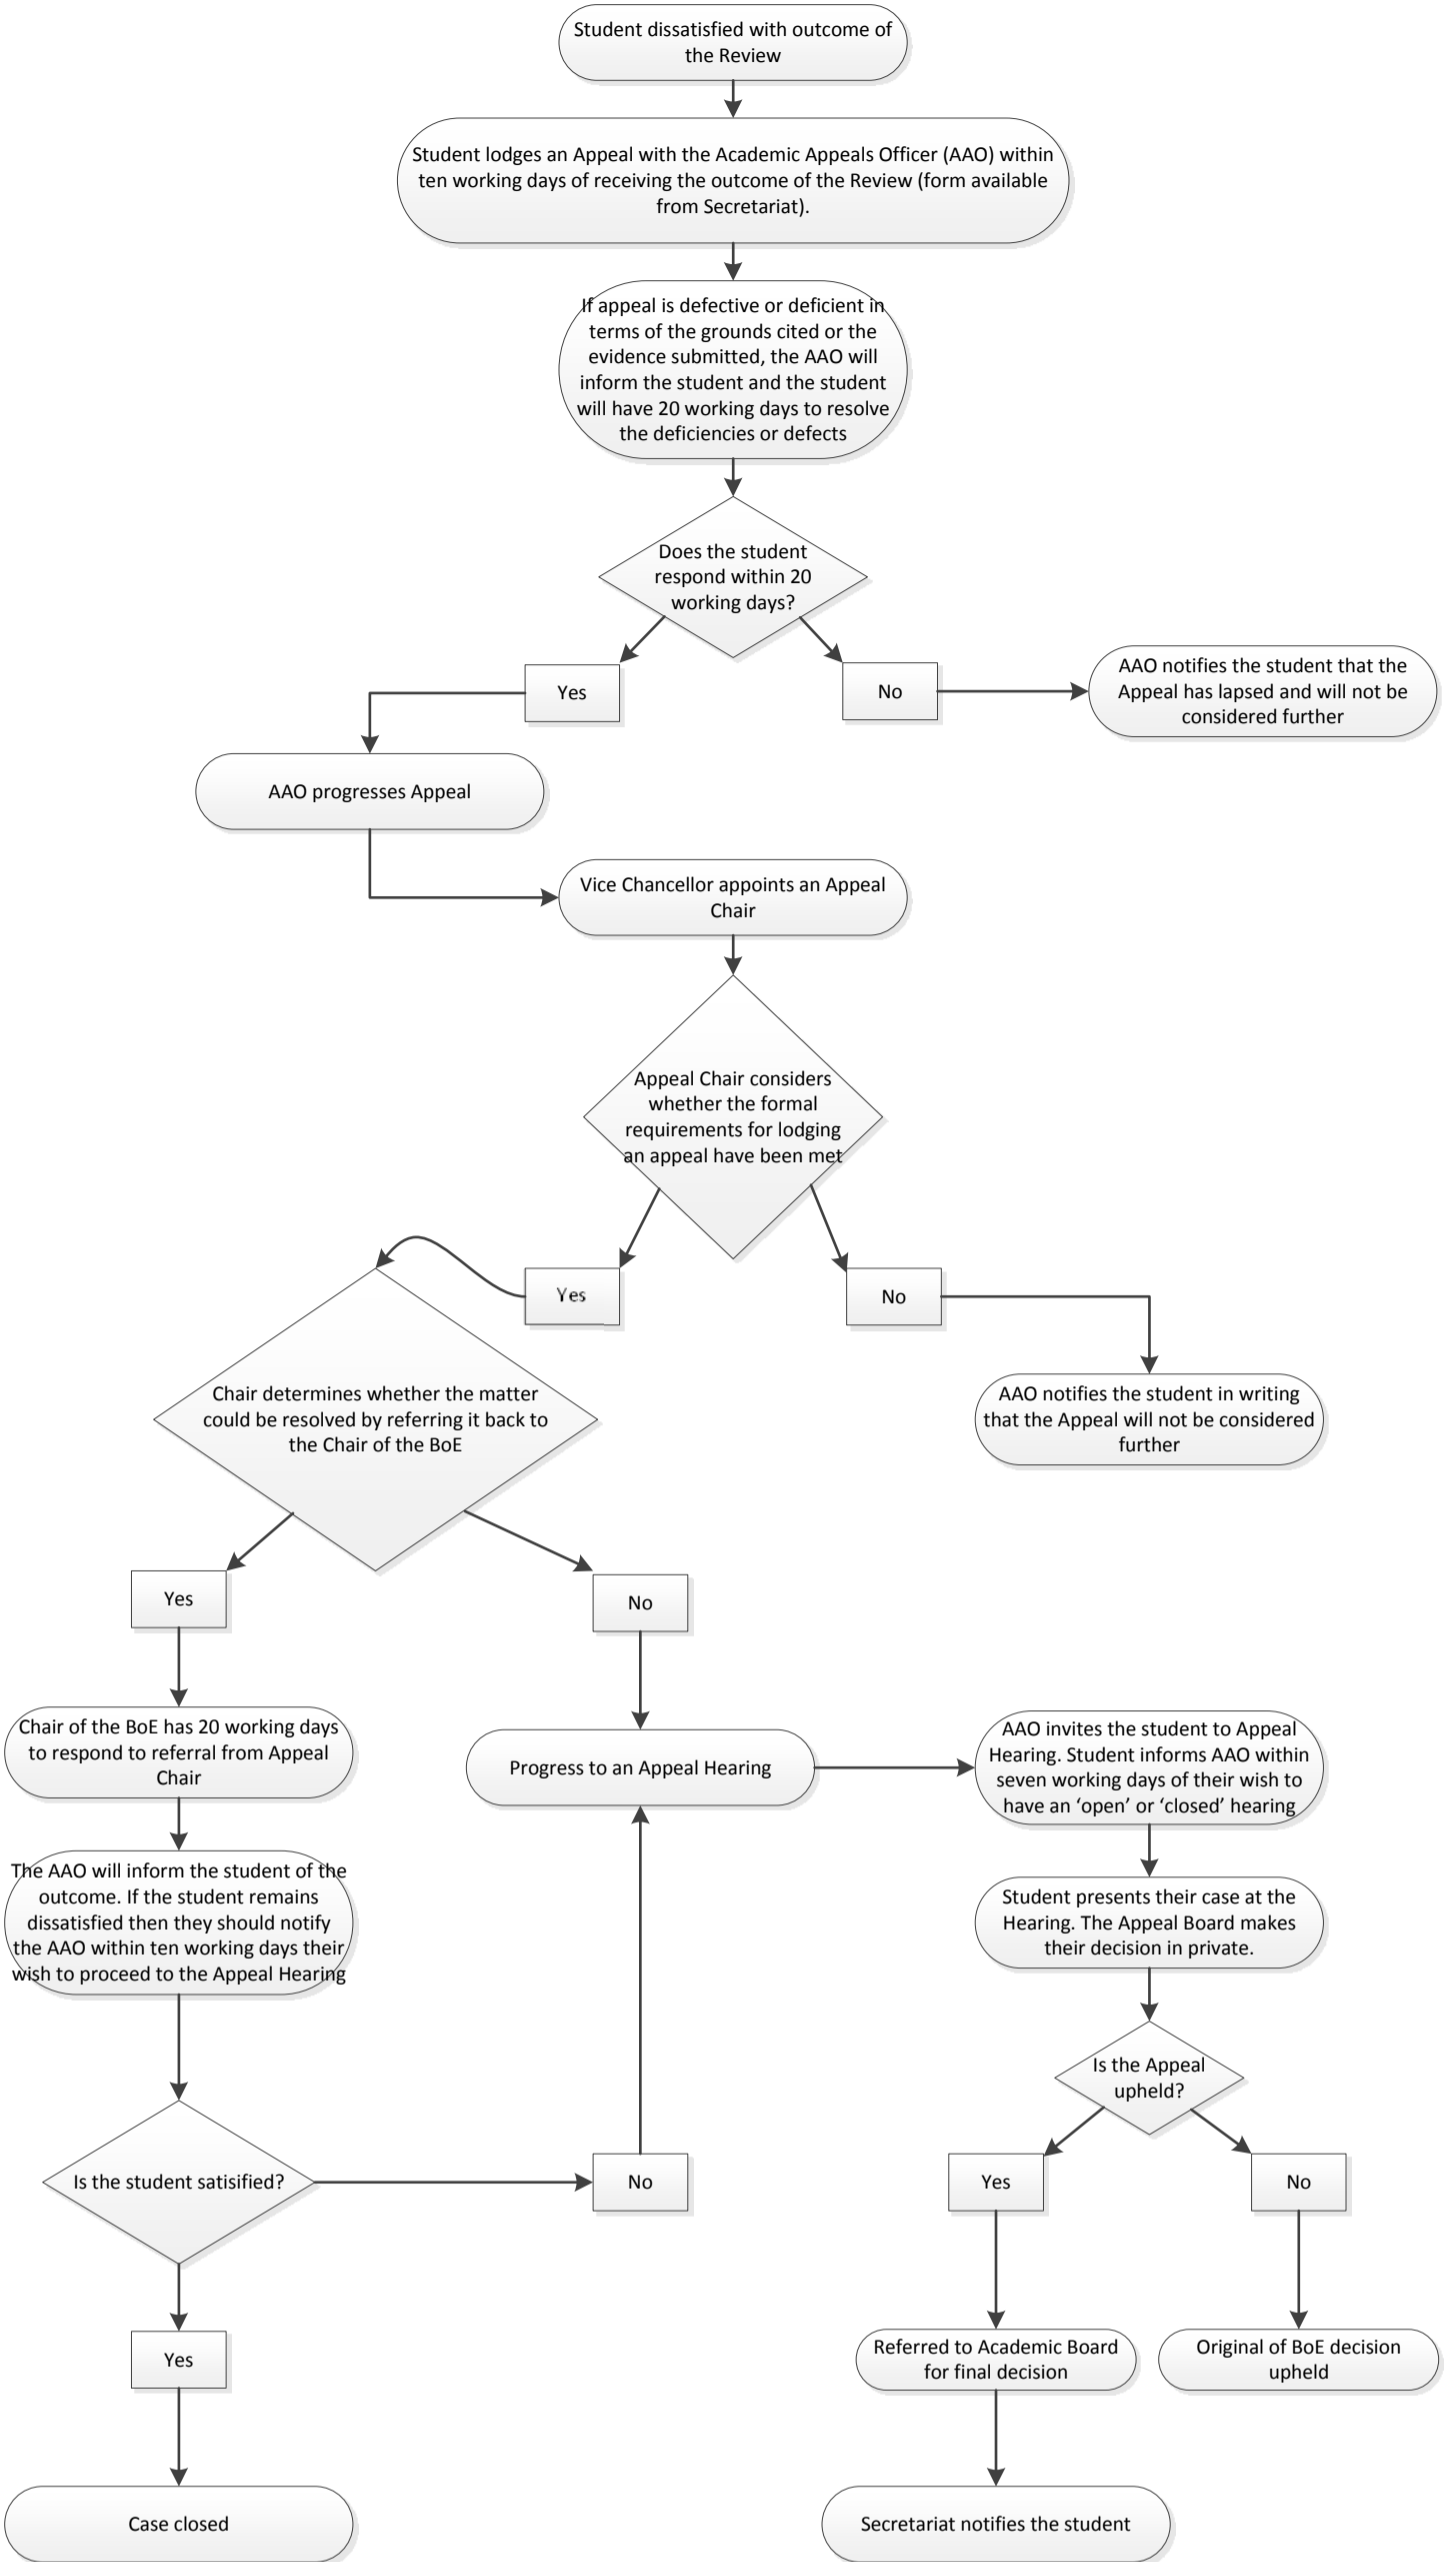 Student dissatisfied with outcome of
the Review
Student lodges an Appeal with the Academic Appeals Officer (AAO) within
ten working days of receiving the outcome of the Review (form available
from Secretariat).
If appeal is defective or deficient in
terms of the grounds cited or the
evidence submitted, the AAO will
inform the student and the student
will have 20 working days to resolve
the deficiencies or defects
Does the student
respond within 20
working days?
Yes
No
AAO notifies the student that the
Appeal has lapsed and will not be
considered further
AAO progresses Appeal
Vice Chancellor appoints an Appeal
Chair
Appeal Chair considers
whether the formal
requirements for lodging
an appeal have been met
Yes
No
AAO notifies the student in writing
that the Appeal will not be considered
further
Chair determines whether the matter
could be resolved by referring it back to
the Chair of the BoE
Yes
No
Chair of the BoE has 20 working days
to respond to referral from Appeal
Chair
Progress to an Appeal Hearing
AAO invites the student to Appeal
Hearing. Student informs AAO within
seven working days of their wish to
have an ‘open’ or ‘closed’ hearing
The AAO will inform the student of the
outcome. If the student remains
dissatisfied then they should notify
the AAO within ten working days their
wish to proceed to the Appeal Hearing
Student presents their case at the
Hearing. The Appeal Board makes
their decision in private.
Is the Appeal
upheld?
Is the student satisified?
No
Yes
No
Yes
Referred to Academic Board
for final decision
Original of BoE decision
upheld
Case closed
Secretariat notifies the student